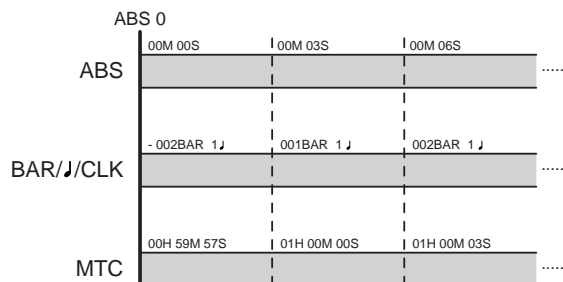 ABS 0
00M 00S 00M 03S 00M 06S
ABS .....
- 002BAR 1♩ 001BAR 1♩ 002BAR 1♩
BAR/♩/CLK .....
00H 59M 57S 01H 00M 00S 01H 00M 03S
MTC .....